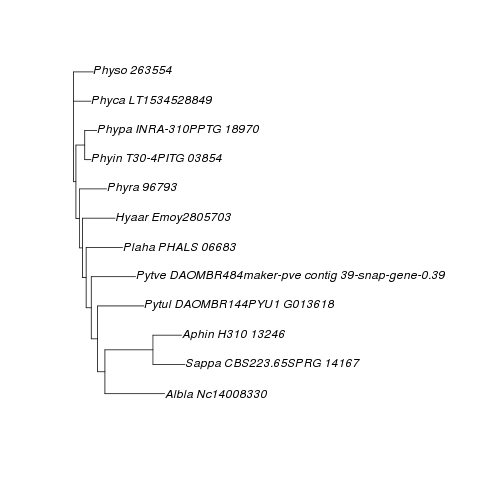 Physo 263554
Phyca LT1534528849
Phypa INRA-310PPTG 18970
Phyin T30-4PITG 03854
Phyra 96793
Hyaar Emoy2805703
Plaha PHALS 06683
Pytve DAOMBR484maker-pve contig 39-snap-gene-0.39
Pytul DAOMBR144PYU1 G013618
Aphin H310 13246
Sappa CBS223.65SPRG 14167
Albla Nc14008330